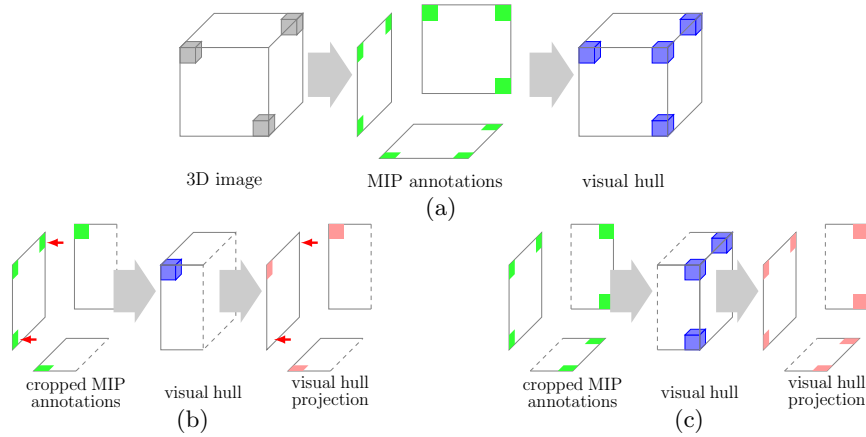 3D image
MIP annotations
visual hull
(a)
cropped MIP
annotations
visual hull
visual hull
projection
(b)
cropped MIP
annotations
visual hull
visual hull
projection
(c)